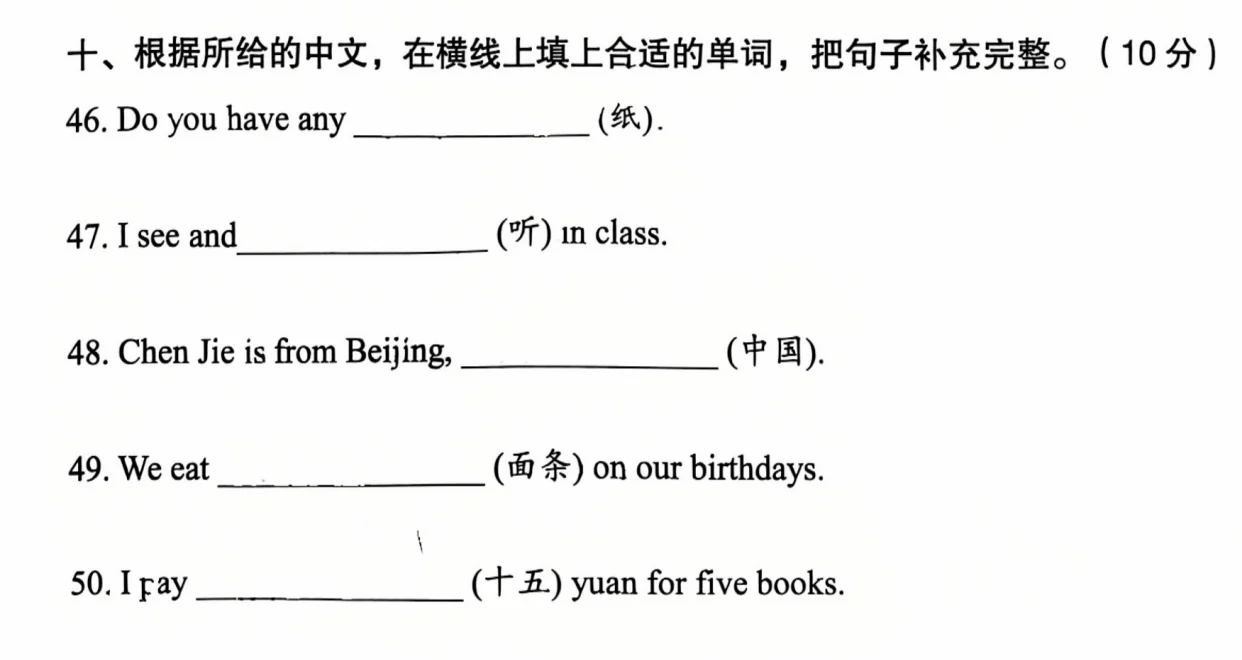 十、根据所给的中文，在横线上填上合适的单词，把句子补充完整。（10 分）
46. Do you have any ____________ (纸).
47. I see and____________ (听) in class.
48. Chen Jie is from Beijing, ____________ (中国).
49. We eat ____________ (面条) on our birthdays.
50. I pay ____________ (十五) yuan for five books.